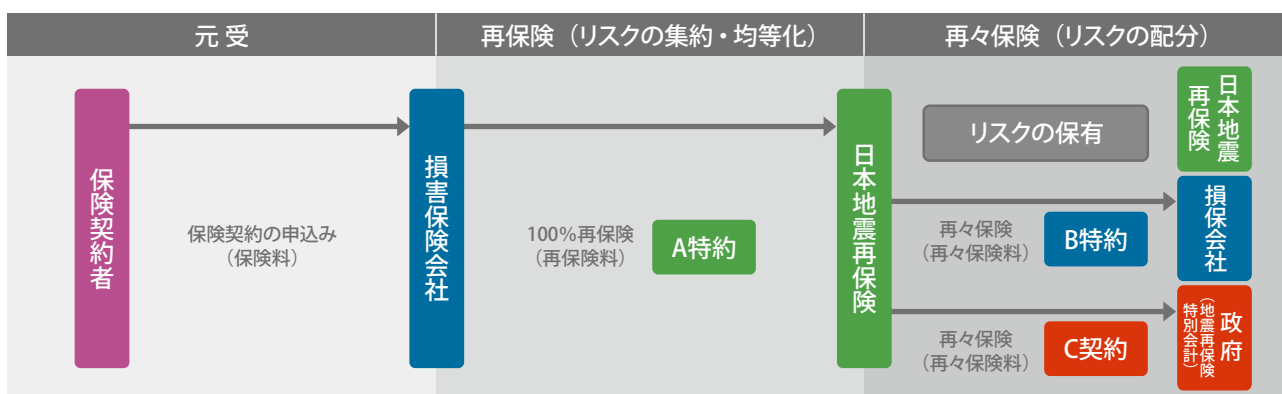 元 受
再保険（リスクの集約・均等化）
再々保険（リスクの配分）
保険契約者
保険契約の申込み
（保険料）
損害保険会社
100%再保険
（再保険料）
A特約
日本地震再保険
リスクの保有
日本地震
再保険
再々保険
（再々保険料）
B特約
損保会社
再々保険
（再々保険料）
C契約
政府
（地震再保険
特別会計）